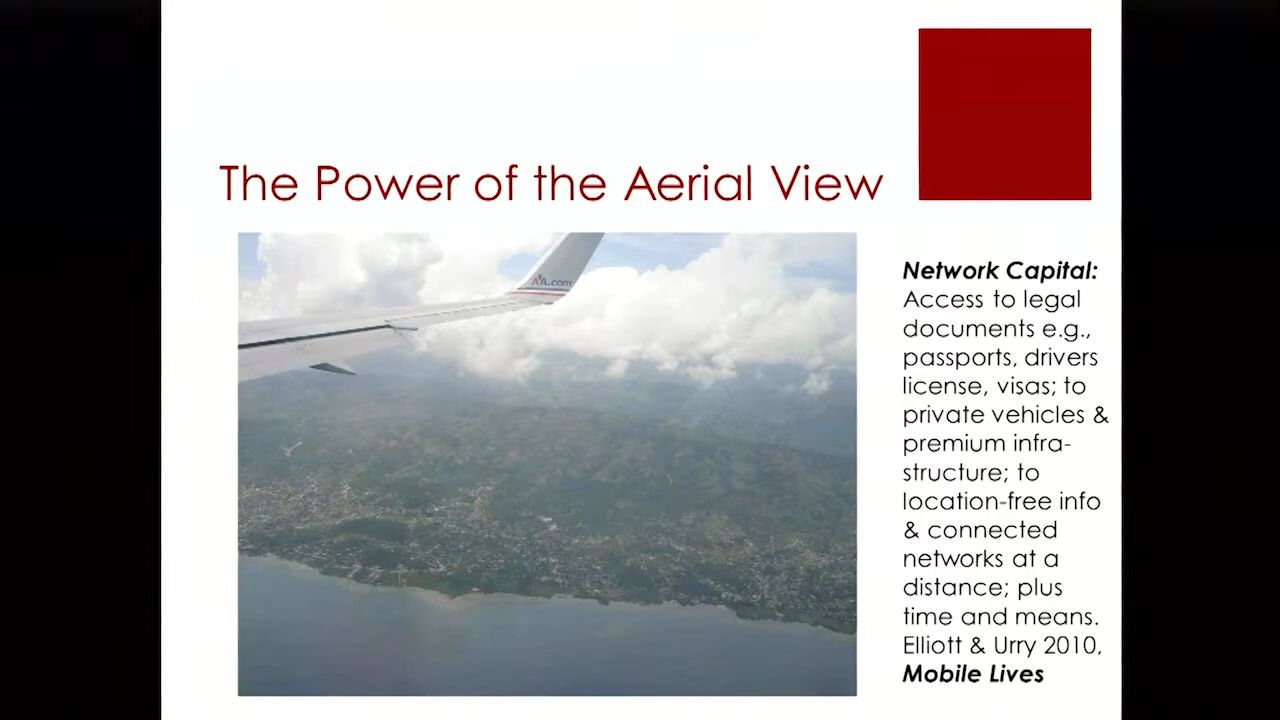 The Power of the Aerial View
AA.com
Network Capital:
Access to legal
documents e.g.,
passports, drivers
license, visas; to
private vehicles &
premium infra-
structure; to
location-free info
& connected
networks at a
distance; plus
time and means.
Elliott & Urry 2010,
Mobile Lives